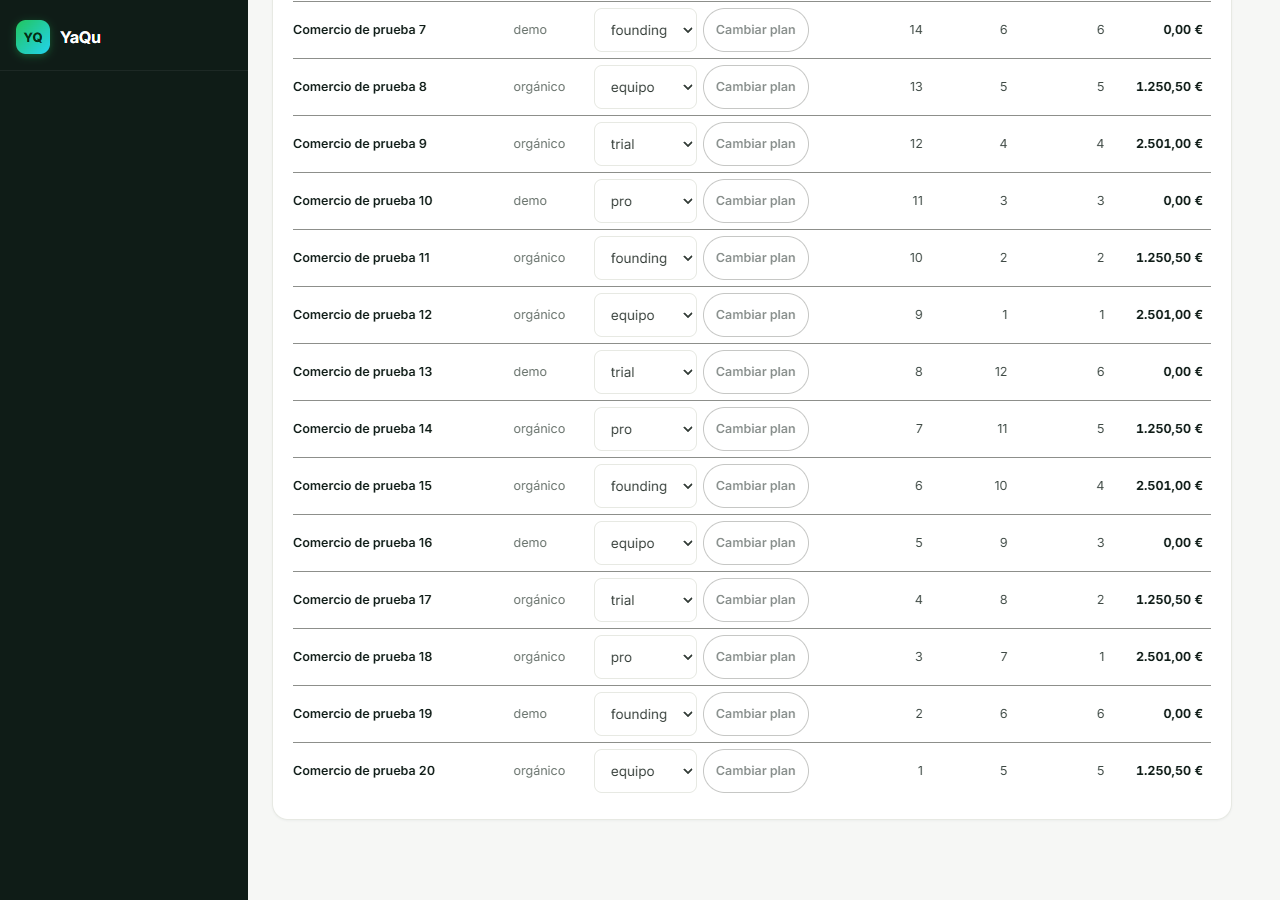 YQ YaQu
Comercio de prueba 7 demo founding Cambiar plan 14 6 6 0,00 €
Comercio de prueba 8 orgánico equipo Cambiar plan 13 5 5 1.250,50 €
Comercio de prueba 9 orgánico trial Cambiar plan 12 4 4 2.501,00 €
Comercio de prueba 10 demo pro Cambiar plan 11 3 3 0,00 €
Comercio de prueba 11 orgánico founding Cambiar plan 10 2 2 1.250,50 €
Comercio de prueba 12 orgánico equipo Cambiar plan 9 1 1 2.501,00 €
Comercio de prueba 13 demo trial Cambiar plan 8 12 6 0,00 €
Comercio de prueba 14 orgánico pro Cambiar plan 7 11 5 1.250,50 €
Comercio de prueba 15 orgánico founding Cambiar plan 6 10 4 2.501,00 €
Comercio de prueba 16 demo equipo Cambiar plan 5 9 3 0,00 €
Comercio de prueba 17 orgánico trial Cambiar plan 4 8 2 1.250,50 €
Comercio de prueba 18 orgánico pro Cambiar plan 3 7 1 2.501,00 €
Comercio de prueba 19 demo founding Cambiar plan 2 6 6 0,00 €
Comercio de prueba 20 orgánico equipo Cambiar plan 1 5 5 1.250,50 €